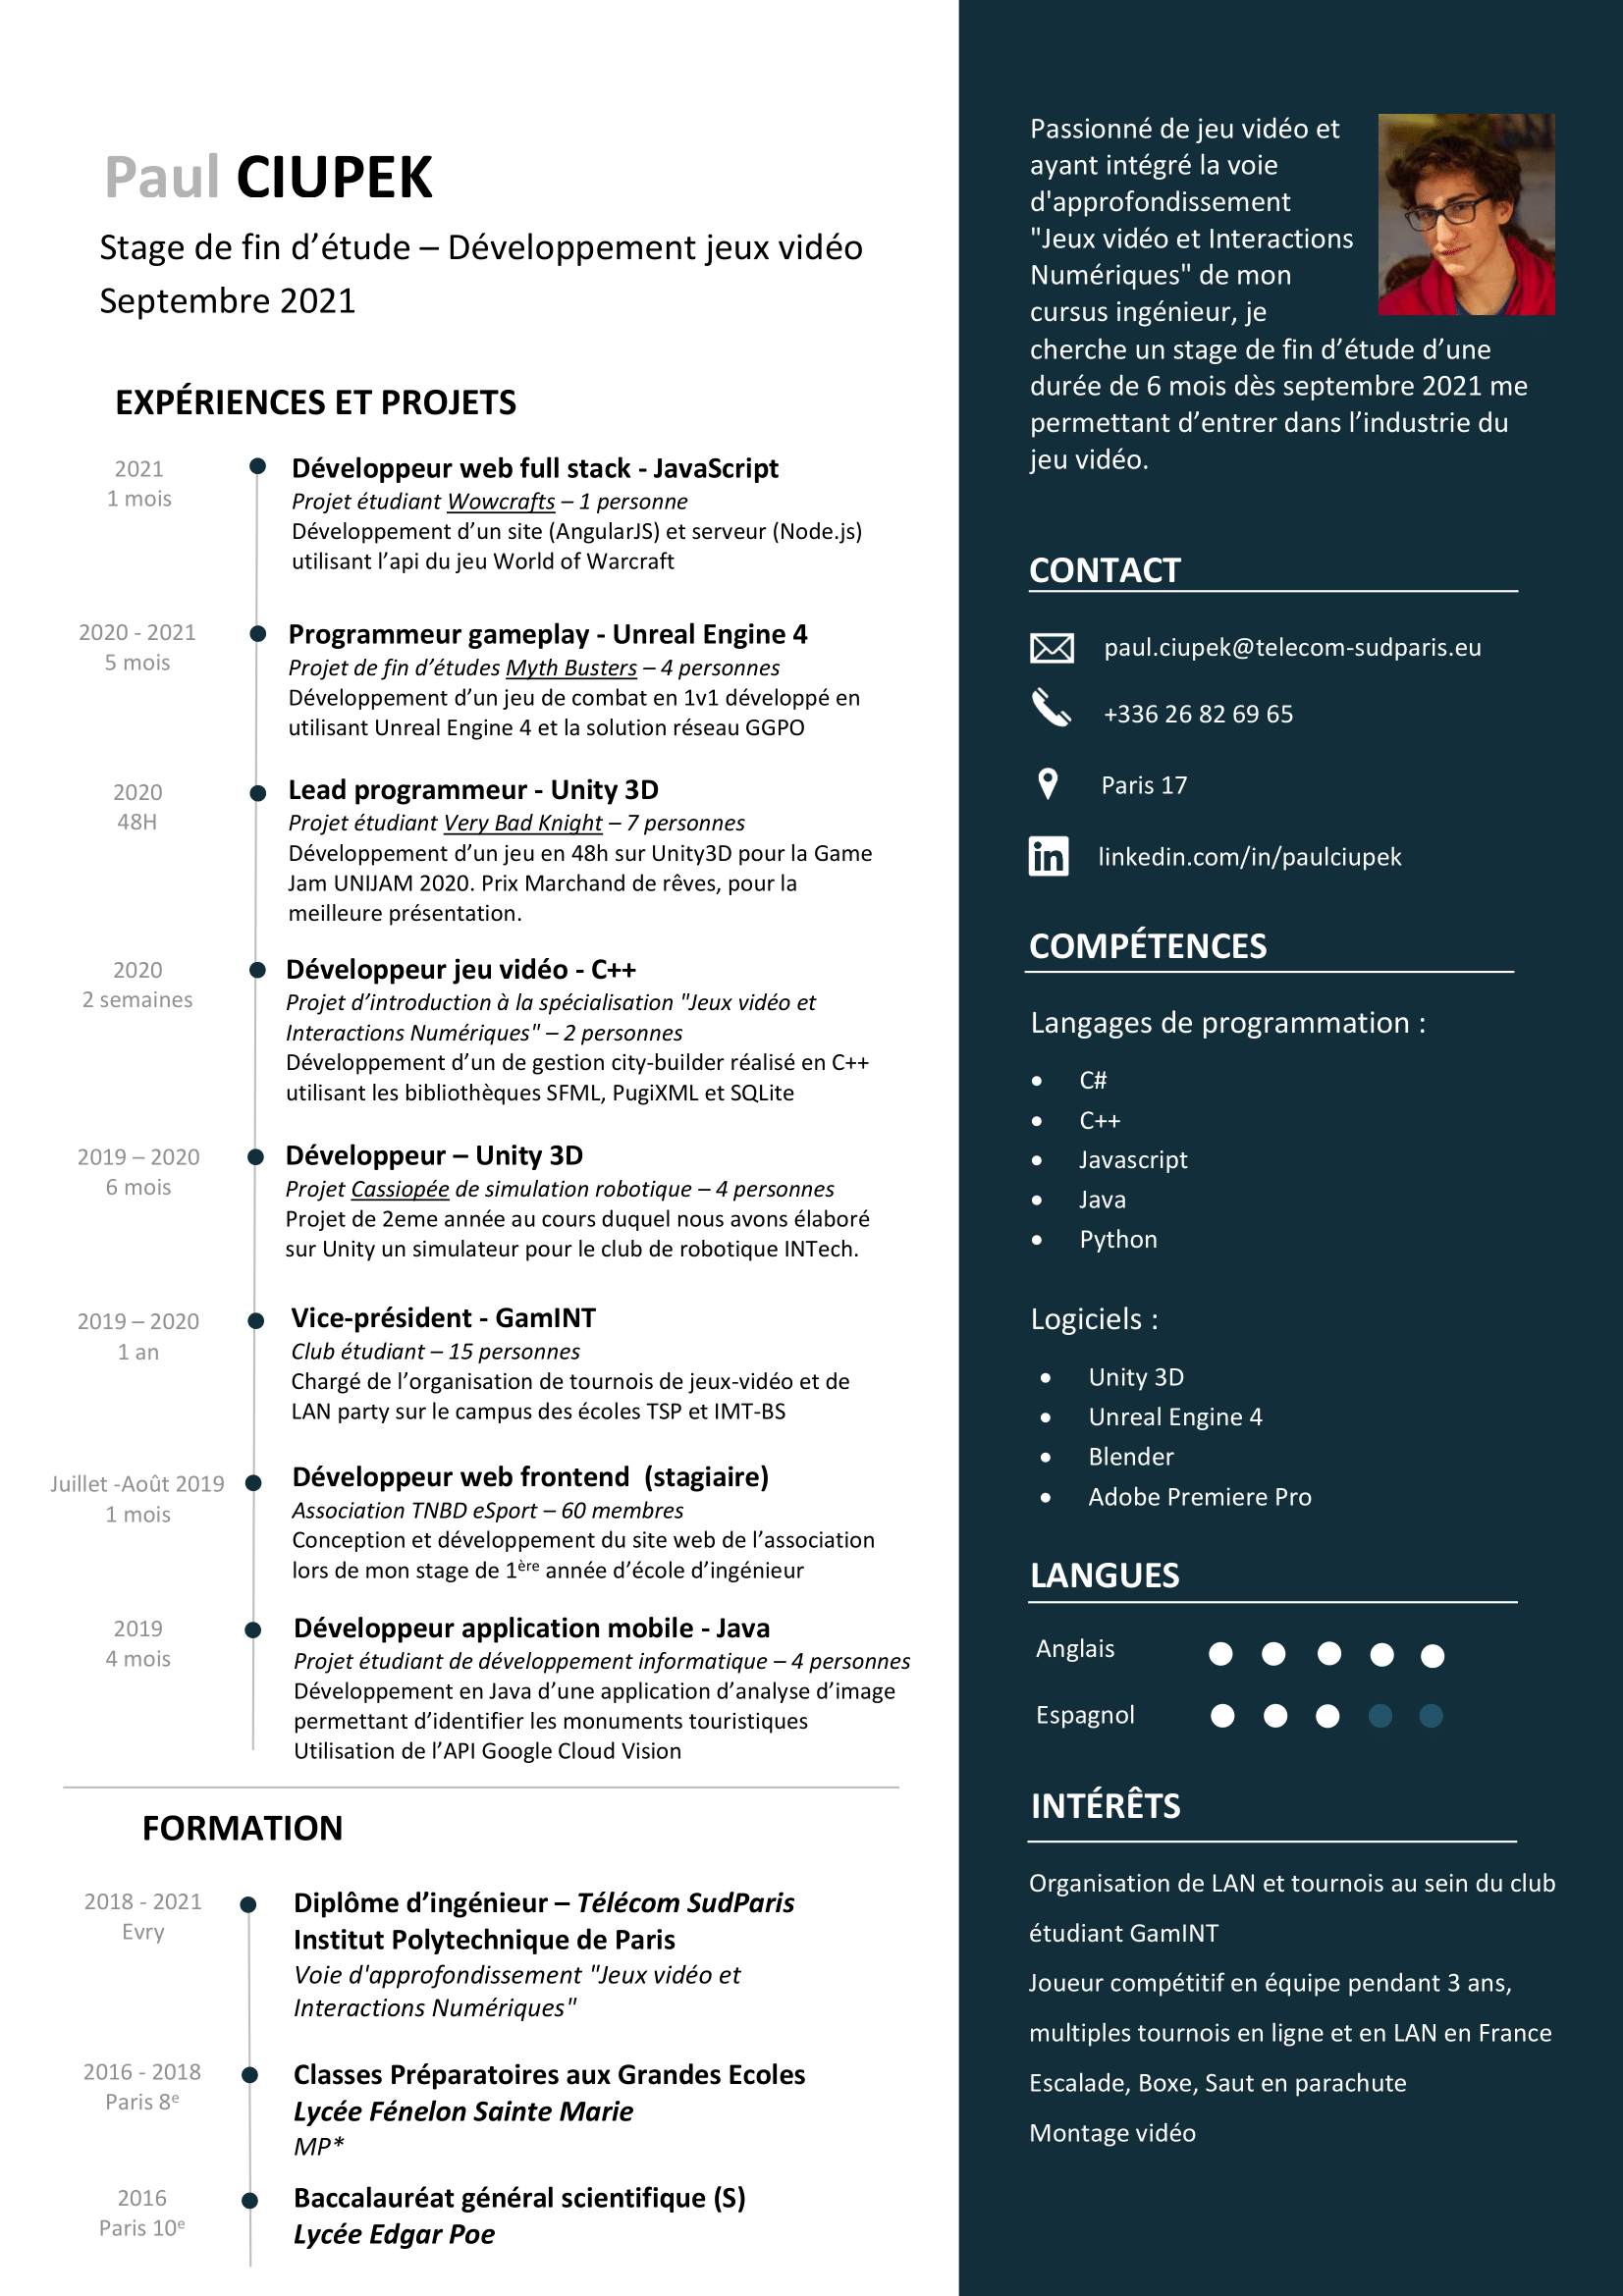 Paul CIUPEK
Stage de fin d’étude – Développement jeux vidéo
Septembre 2021
EXPÉRIENCES ET PROJETS
2021
1 mois
Développeur web full stack - JavaScript
Projet étudiant Wowcrafts – 1 personne
Développement d’un site (AngularJS) et serveur (Node.js)
utilisant l’api du jeu World of Warcraft
2020 - 2021
5 mois
Programmeur gameplay - Unreal Engine 4
Projet de fin d’études Myth Busters – 4 personnes
Développement d’un jeu de combat en 1v1 développé en
utilisant Unreal Engine 4 et la solution réseau GGPO
2020
48H
Lead programmeur - Unity 3D
Projet étudiant Very Bad Knight – 7 personnes
Développement d’un jeu en 48h sur Unity3D pour la Game
Jam UNIJAM 2020. Prix Marchand de rêves, pour la
meilleure présentation.
2020
2 semaines
Développeur jeu vidéo - C++
Projet d’introduction à la spécialisation "Jeux vidéo et
Interactions Numériques" – 2 personnes
Développement d’un de gestion city-builder réalisé en C++
utilisant les bibliothèques SFML, PugiXML et SQLite
2019 – 2020
6 mois
Développeur – Unity 3D
Projet Cassiopée de simulation robotique – 4 personnes
Projet de 2eme année au cours duquel nous avons élaboré
sur Unity un simulateur pour le club de robotique INTech.
2019 – 2020
1 an
Vice-président - GamINT
Club étudiant – 15 personnes
Chargé de l’organisation de tournois de jeux-vidéo et de
LAN party sur le campus des écoles TSP et IMT-BS
Juillet -Août 2019
1 mois
Développeur web frontend  (stagiaire)
Association TNBD eSport – 60 membres
Conception et développement du site web de l’association
lors de mon stage de 1ère année d’école d’ingénieur
2019
4 mois
Développeur application mobile - Java
Projet étudiant de développement informatique – 4 personnes
Développement en Java d’une application d’analyse d’image
permettant d’identifier les monuments touristiques
Utilisation de l’API Google Cloud Vision
FORMATION
2018 - 2021
Evry
Diplôme d’ingénieur – Télécom SudParis
Institut Polytechnique de Paris
Voie d'approfondissement "Jeux vidéo et
Interactions Numériques"
2016 - 2018
Paris 8e
Classes Préparatoires aux Grandes Ecoles
Lycée Fénelon Sainte Marie
MP*
2016
Paris 10e
Baccalauréat général scientifique (S)
Lycée Edgar Poe
Passionné de jeu vidéo et
ayant intégré la voie
d'approfondissement
"Jeux vidéo et Interactions
Numériques" de mon
cursus ingénieur, je
cherche un stage de fin d’étude d’une
durée de 6 mois dès septembre 2021 me
permettant d’entrer dans l’industrie du
jeu vidéo.
CONTACT
paul.ciupek@telecom-sudparis.eu
+336 26 82 69 65
Paris 17
in linkedin.com/in/paulciupek
COMPÉTENCES
Langages de programmation :
• C#
• C++
• Javascript
• Java
• Python
Logiciels :
• Unity 3D
• Unreal Engine 4
• Blender
• Adobe Premiere Pro
LANGUES
Anglais
Espagnol
INTÉRÊTS
Organisation de LAN et tournois au sein du club
étudiant GamINT
Joueur compétitif en équipe pendant 3 ans,
multiples tournois en ligne et en LAN en France
Escalade, Boxe, Saut en parachute
Montage vidéo